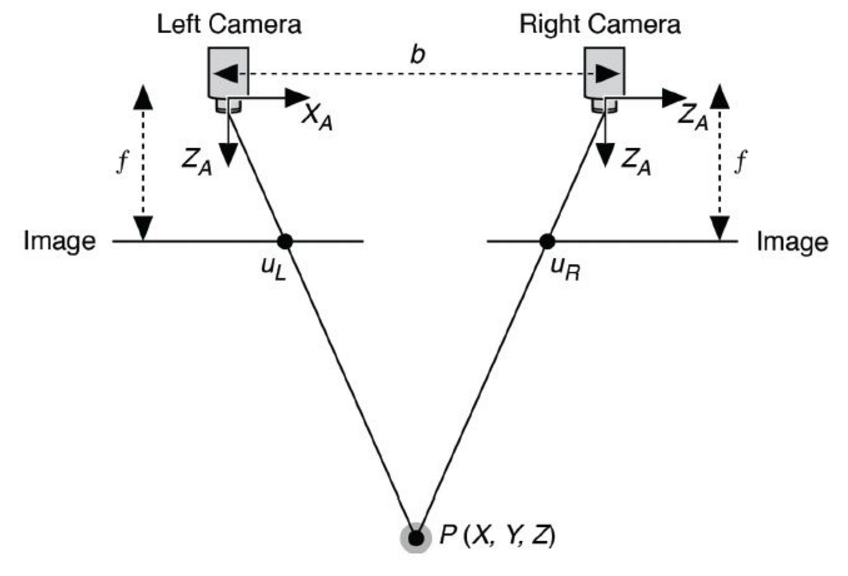 Left Camera
Right Camera
b
X_A
Z_A
Z_A
Z_A
f
f
Image
Image
u_L
u_R
P (X, Y, Z)